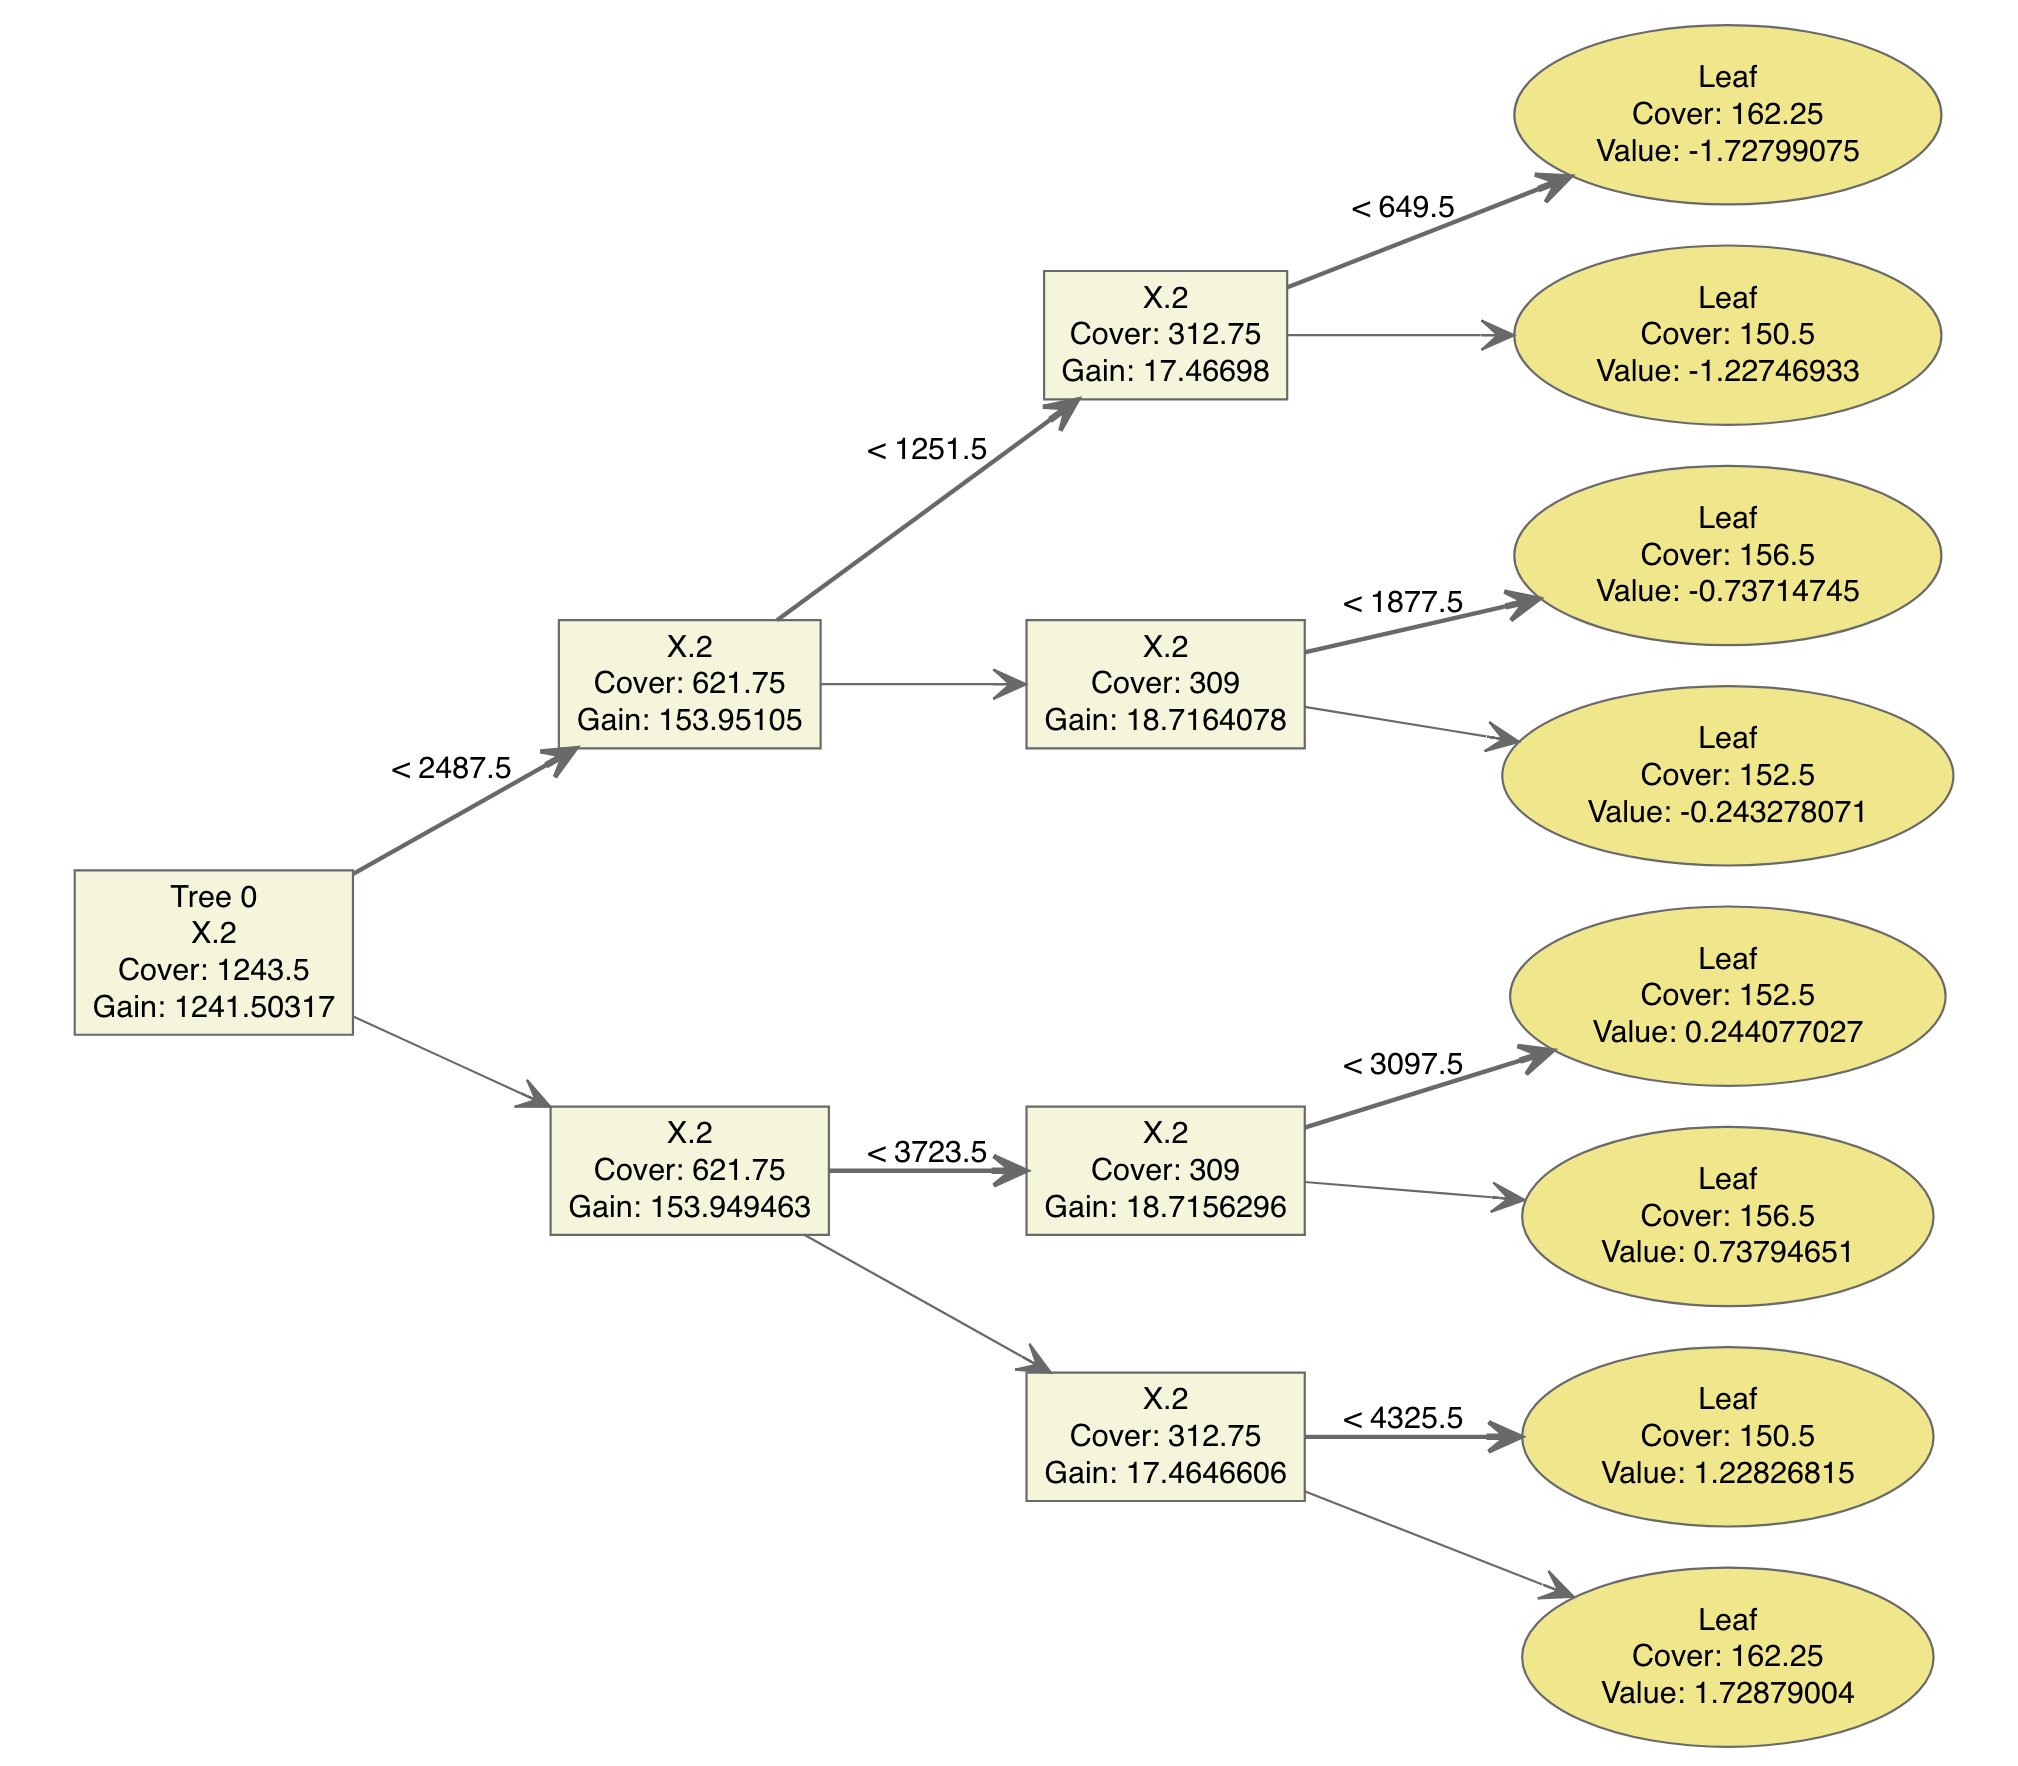 Tree 0
X.2
Cover: 1243.5
Gain: 1241.50317
< 2487.5
X.2
Cover: 621.75
Gain: 153.95105
X.2
Cover: 621.75
Gain: 153.949463
< 1251.5
< 3723.5
X.2
Cover: 312.75
Gain: 17.46698
X.2
Cover: 309
Gain: 18.7164078
X.2
Cover: 309
Gain: 18.7156296
X.2
Cover: 312.75
Gain: 17.4646606
< 649.5
< 1877.5
< 3097.5
< 4325.5
Leaf
Cover: 162.25
Value: -1.72799075
Leaf
Cover: 150.5
Value: -1.22746933
Leaf
Cover: 156.5
Value: -0.73714745
Leaf
Cover: 152.5
Value: -0.243278071
Leaf
Cover: 152.5
Value: 0.244077027
Leaf
Cover: 156.5
Value: 0.73794651
Leaf
Cover: 150.5
Value: 1.22826815
Leaf
Cover: 162.25
Value: 1.72879004